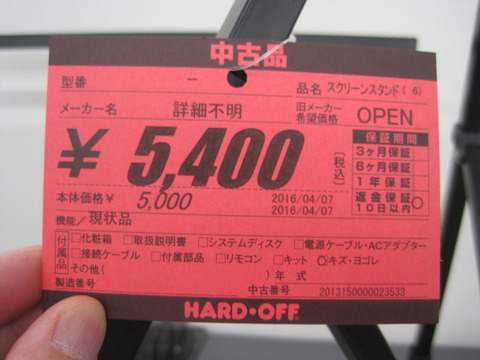 中古品
型番 － 品名 スクリーンスタンド( 6)
メーカー名 詳細不明 旧メーカー希望価格 OPEN
¥ 5,400 [税込]
保証期間
3ヶ月保証
6ヶ月保証
1年保証
返金保証10日以内 ○
本体価格¥ 5,000 2016/04/07
2016/04/07
機能／現状品
付属品 □化粧箱 □取扱説明書 □システムディスク □電源ケーブル・ACアダプター
□接続ケーブル □付属部品 □リモコン □キット ○キズ・ヨゴレ
その他( )年式
製造番号 中古番号 2013150000023533
HARD・OFF